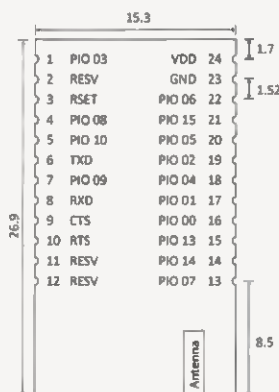 15.3
1 PIO 03 VDD 24
2 RESV GND 23
3 RSET PIO 06 22
4 PIO 08 PIO 15 21
5 PIO 10 PIO 05 20
6 TXD PIO 02 19
7 PIO 09 PIO 04 18
8 RXD PIO 01 17
9 CTS PIO 00 16
10 RTS PIO 13 15
11 RESV PIO 14 14
12 RESV PIO 07 13
1.7
1.52
26.9
8.5
Antenna